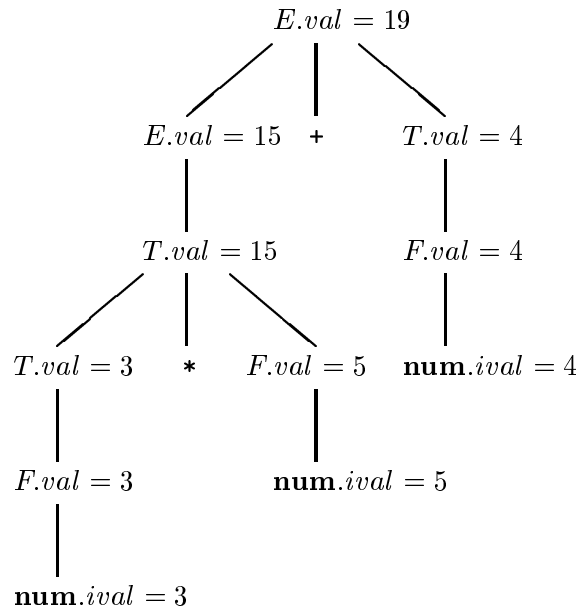 E.val = 19
E.val = 15 + T.val = 4
T.val = 15 F.val = 4
T.val = 3 * F.val = 5 num.ival = 4
F.val = 3 num.ival = 5
num.ival = 3